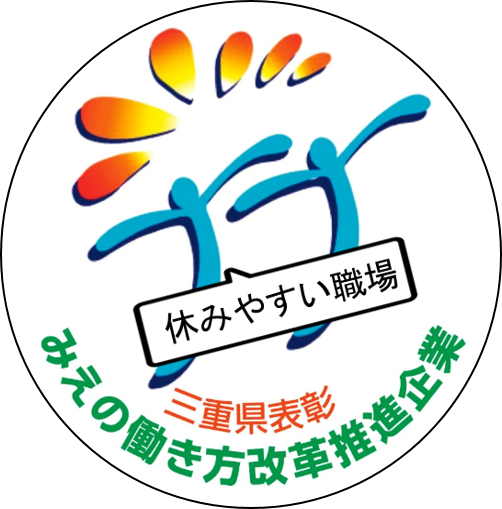 休みやすい職場
三重県表彰
みえの働き方改革推進企業